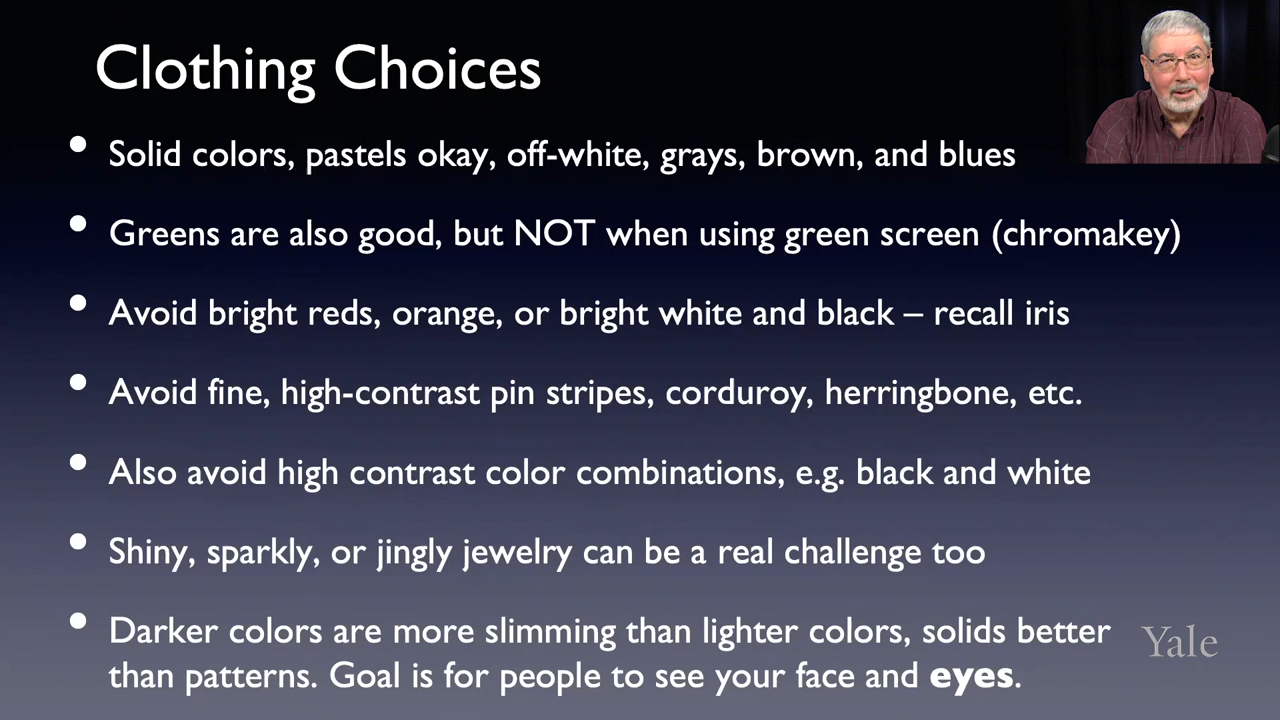 Clothing Choices
• Solid colors, pastels okay, off-white, grays, brown, and blues
• Greens are also good, but NOT when using green screen (chromakey)
• Avoid bright reds, orange, or bright white and black – recall iris
• Avoid fine, high-contrast pin stripes, corduroy, herringbone, etc.
• Also avoid high contrast color combinations, e.g. black and white
• Shiny, sparkly, or jingly jewelry can be a real challenge too
• Darker colors are more slimming than lighter colors, solids better
than patterns. Goal is for people to see your face and eyes.
Yale